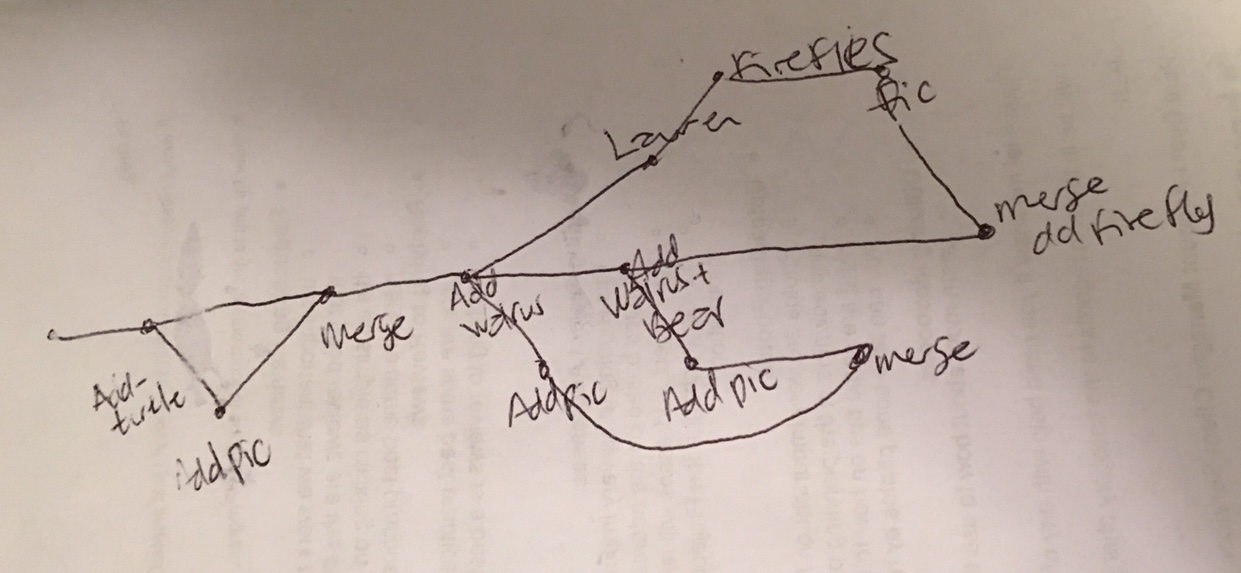 Fireflies
Pic
Lauren
merge
dd Firefly
Add
walrus
Add
Walrus +
Bear
merge
Add
turtle
Add pic
Add pic
merge
Add pic